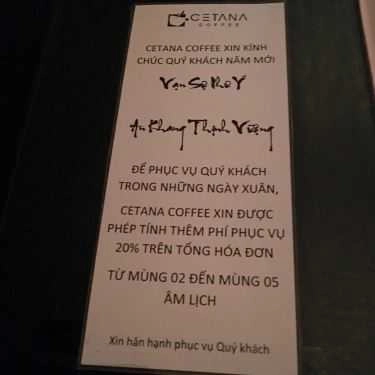 CETANA
COFFEE
CETANA COFFEE XIN KÍNH
CHÚC QUÝ KHÁCH NĂM MỚI
Vạn Sự Như Ý
An Khang Thịnh Vượng
ĐỂ PHỤC VỤ QUÝ KHÁCH
TRONG NHỮNG NGÀY XUÂN,
CETANA COFFEE XIN ĐƯỢC
PHÉP TÍNH THÊM PHÍ PHỤC VỤ
20% TRÊN TỔNG HÓA ĐƠN
TỪ MÙNG 02 ĐẾN MÙNG 05
ÂM LỊCH
Xin hân hạnh phục vụ Quý khách